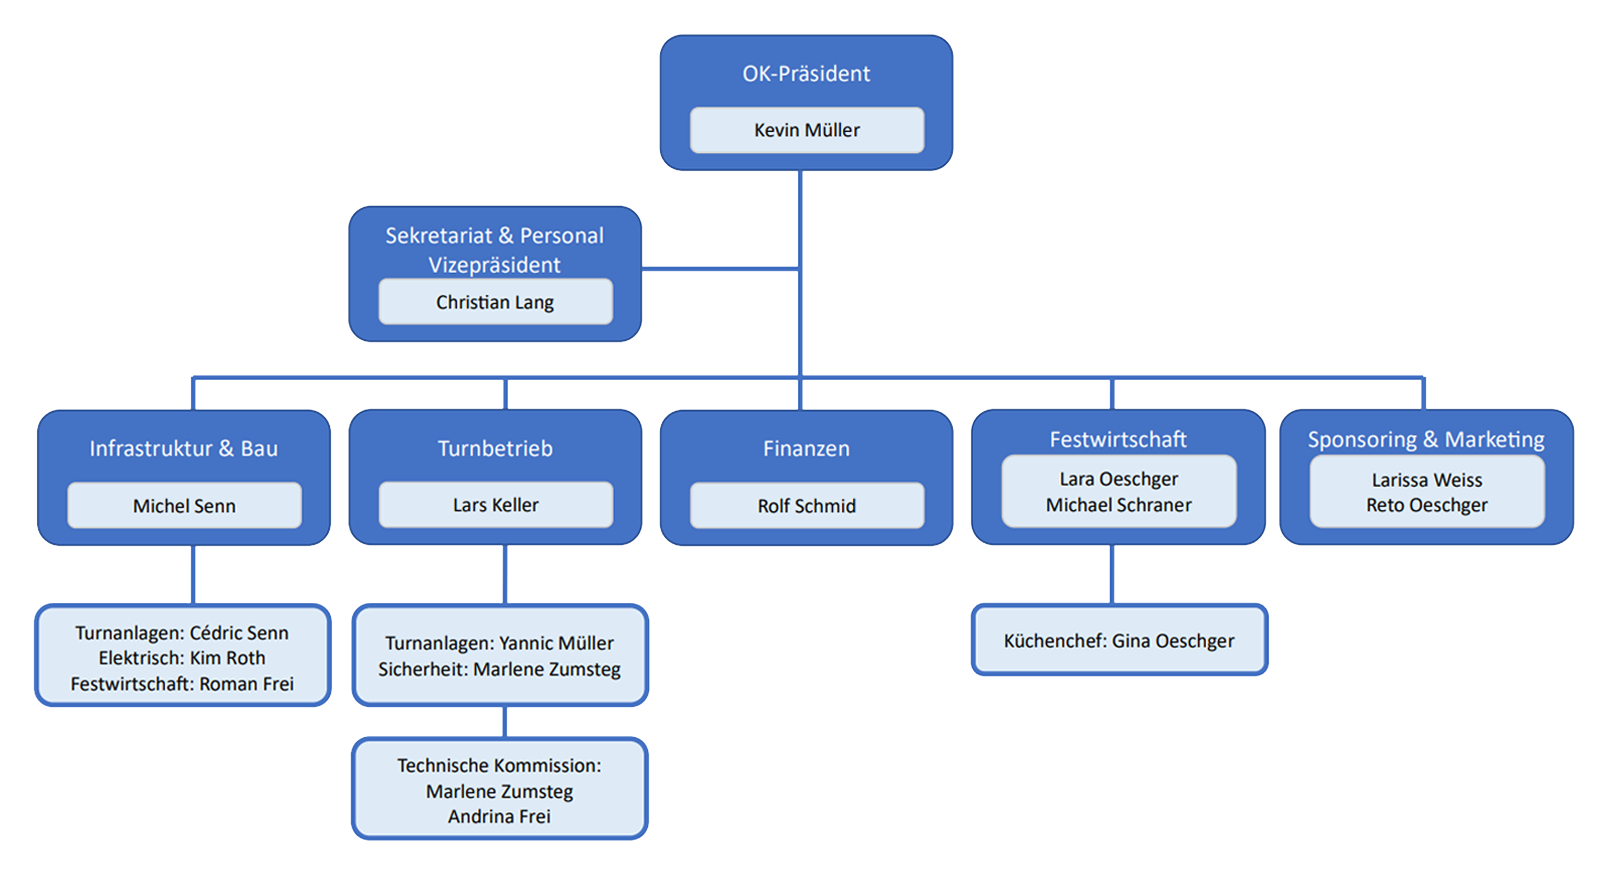 OK-Präsident
Kevin Müller
Sekretariat & Personal
Vizepräsident
Christian Lang
Infrastruktur & Bau
Michel Senn
Turnbetrieb
Lars Keller
Finanzen
Rolf Schmid
Festwirtschaft
Lara Oeschger
Michael Schraner
Sponsoring & Marketing
Larissa Weiss
Reto Oeschger
Turnanlagen: Cédric Senn
Elektrisch: Kim Roth
Festwirtschaft: Roman Frei
Turnanlagen: Yannic Müller
Sicherheit: Marlene Zumsteg
Küchenchef: Gina Oeschger
Technische Kommission:
Marlene Zumsteg
Andrina Frei